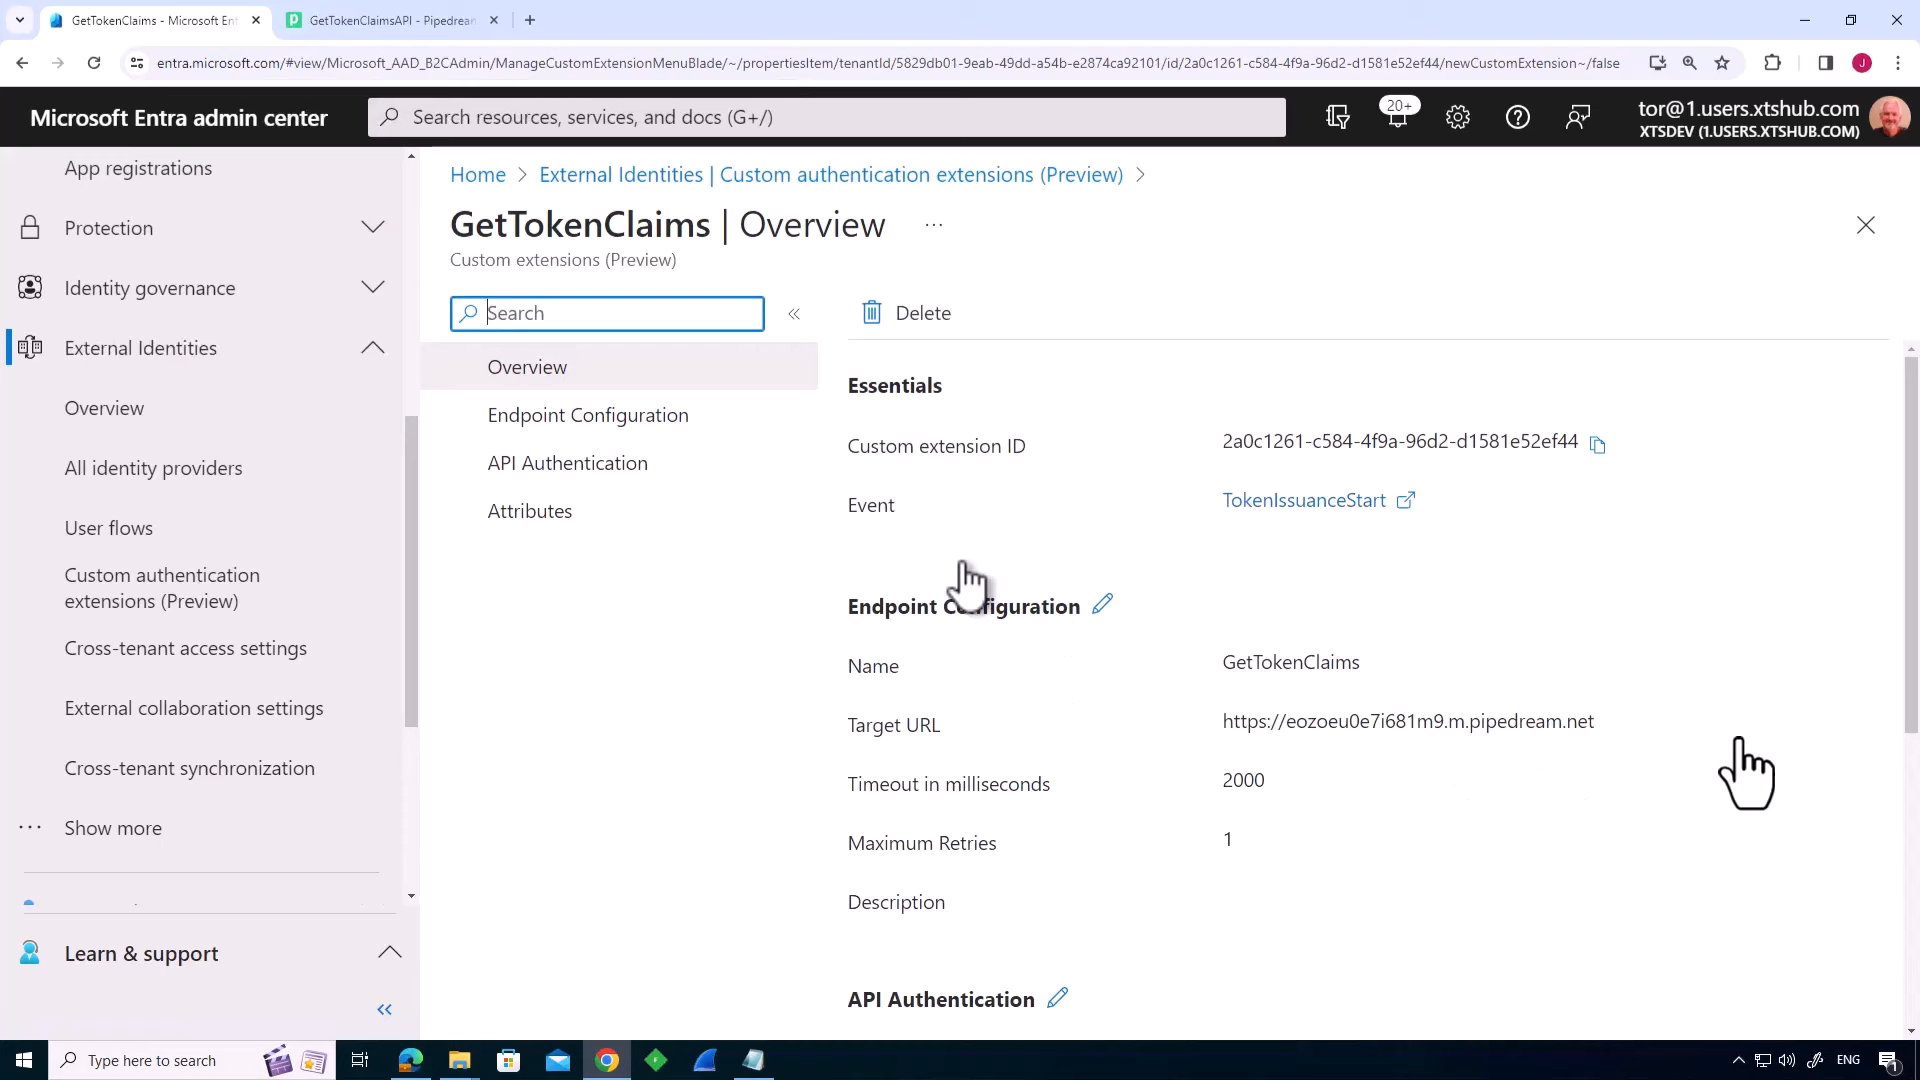 GetTokenClaims - Microsoft Ent
GetTokenClaimsAPI - Pipedream
entra.microsoft.com/#view/Microsoft_AAD_B2CAdmin/ManageCustomExtensionMenuBlade/~/propertiesItem/tenantId/5829db01-9eab-49dd-a54b-e2874ca92101/id/2a0c1261-c584-4f9a-96d2-d1581e52ef44/newCustomExtension~/false
J
Microsoft Entra admin center
Search resources, services, and docs (G+/)
20+
tor@1.users.xtshub.com
XTSDEV (1.USERS.XTSHUB.COM)
App registrations
Protection
Identity governance
External Identities
Overview
All identity providers
User flows
Custom authentication
extensions (Preview)
Cross-tenant access settings
External collaboration settings
Cross-tenant synchronization
Show more
Learn & support
Home > External Identities | Custom authentication extensions (Preview) >
GetTokenClaims | Overview
Custom extensions (Preview)
Search
Overview
Endpoint Configuration
API Authentication
Attributes
Delete
Essentials
Custom extension ID 2a0c1261-c584-4f9a-96d2-d1581e52ef44
Event TokenIssuanceStart
Endpoint Configuration
Name GetTokenClaims
Target URL https://eozoeu0e7i681m9.m.pipedream.net
Timeout in milliseconds 2000
Maximum Retries 1
Description
API Authentication
Type here to search
ENG
1